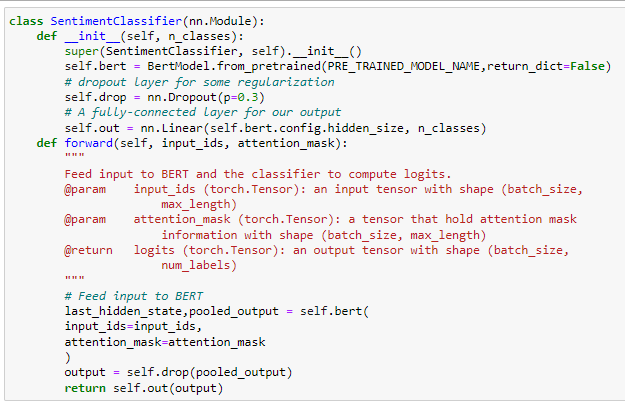 class SentimentClassifier(nn.Module):
    def __init__(self, n_classes):
        super(SentimentClassifier, self).__init__()
        self.bert = BertModel.from_pretrained(PRE_TRAINED_MODEL_NAME,return_dict=False)
        # dropout layer for some regularization
        self.drop = nn.Dropout(p=0.3)
        # A fully-connected layer for our output
        self.out = nn.Linear(self.bert.config.hidden_size, n_classes)
    def forward(self, input_ids, attention_mask):
        """
        Feed input to BERT and the classifier to compute logits.
        @param    input_ids (torch.Tensor): an input tensor with shape (batch_size,
                      max_length)
        @param    attention_mask (torch.Tensor): a tensor that hold attention mask
                      information with shape (batch_size, max_length)
        @return   logits (torch.Tensor): an output tensor with shape (batch_size,
                      num_labels)
        """
        # Feed input to BERT
        last_hidden_state,pooled_output = self.bert(
        input_ids=input_ids,
        attention_mask=attention_mask
        )
        output = self.drop(pooled_output)
        return self.out(output)